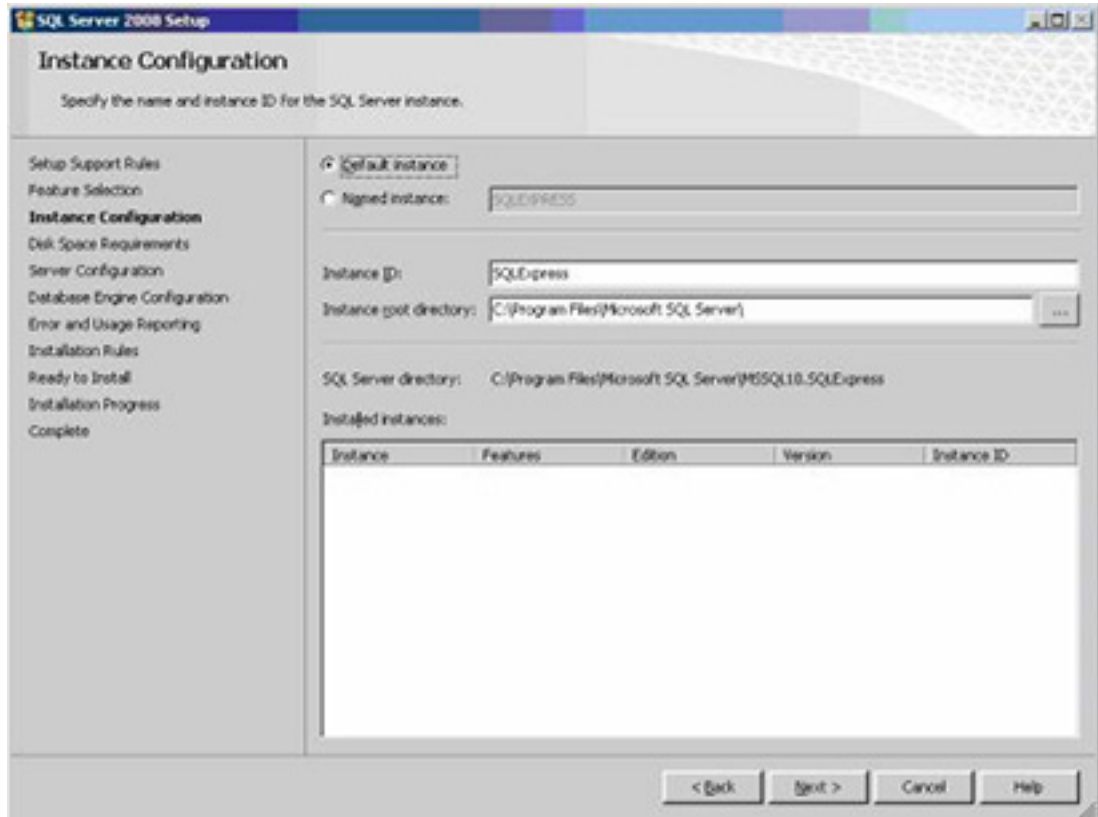 SQL Server 2008 Setup
Instance Configuration
Specify the name and instance ID for the SQL Server instance.
Setup Support Rules
Feature Selection
Instance Configuration
Disk Space Requirements
Server Configuration
Database Engine Configuration
Error and Usage Reporting
Installation Rules
Ready to Install
Installation Progress
Complete
Default instance
Named instance: SQLEXPRESS
Instance ID: SQLExpress
Instance root directory: C:\Program Files\Microsoft SQL Server\ ...
SQL Server directory: C:\Program Files\Microsoft SQL Server\MSSQL10.SQLExpress
Installed instances:
Instance Features Edition Version Instance ID
< Back Next > Cancel Help